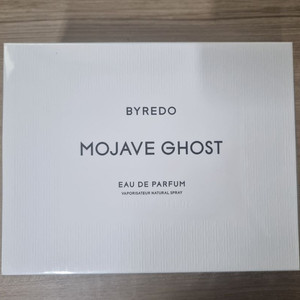 BYREDO
MOJAVE GHOST
EAU DE PARFUM
VAPORISATEUR NATURAL SPRAY